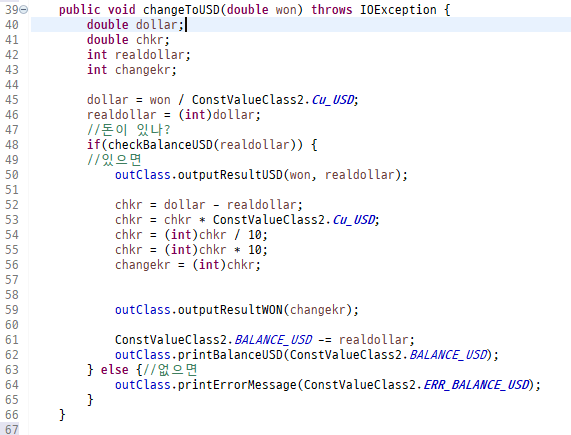 39 public void changeToUSD(double won) throws IOException {
40 double dollar;
41 double chkr;
42 int realdollar;
43 int changekr;
44
45 dollar = won / ConstValueClass2.Cu_USD;
46 realdollar = (int)dollar;
47 //돈이 있나?
48 if(checkBalanceUSD(realdollar)) {
49 //있으면
50 outClass.outputResultUSD(won, realdollar);
51
52 chkr = dollar - realdollar;
53 chkr = chkr * ConstValueClass2.Cu_USD;
54 chkr = (int)chkr / 10;
55 chkr = (int)chkr * 10;
56 changekr = (int)chkr;
57
58
59 outClass.outputResultWON(changekr);
60
61 ConstValueClass2.BALANCE_USD -= realdollar;
62 outClass.printBalanceUSD(ConstValueClass2.BALANCE_USD);
63 } else {//없으면
64 outClass.printErrorMessage(ConstValueClass2.ERR_BALANCE_USD);
65 }
66 }
67